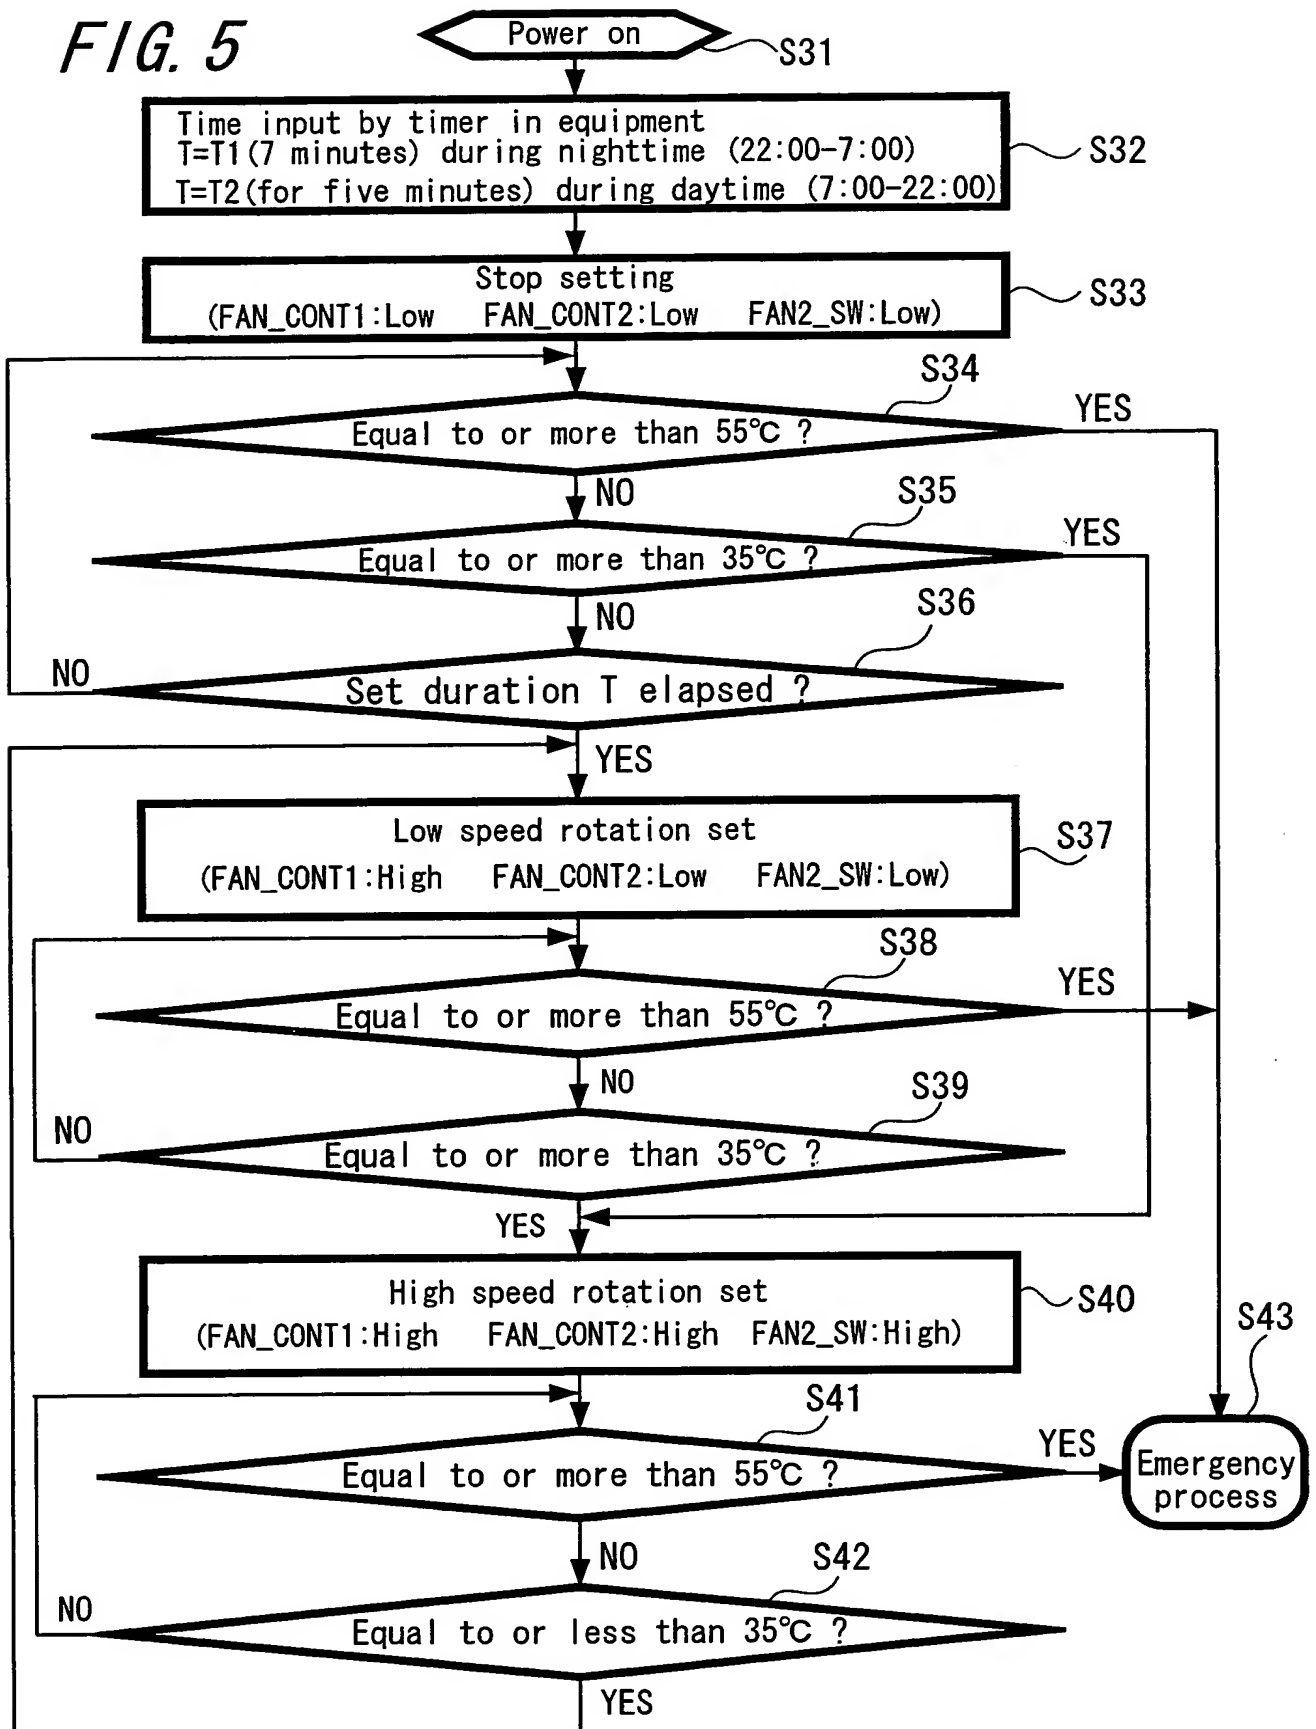 FIG. 5
Power on
S31
Time input by timer in equipment
T=T1(7 minutes) during nighttime (22:00-7:00)
T=T2(for five minutes) during daytime (7:00-22:00)
S32
Stop setting
(FAN_CONT1:Low FAN_CONT2:Low FAN2_SW:Low)
S33
S34
Equal to or more than 55℃ ?
YES
NO
S35
Equal to or more than 35℃ ?
YES
NO
S36
NO
Set duration T elapsed ?
YES
Low speed rotation set
(FAN_CONT1:High FAN_CONT2:Low FAN2_SW:Low)
S37
S38
Equal to or more than 55℃ ?
YES
NO
S39
NO
Equal to or more than 35℃ ?
YES
High speed rotation set
(FAN_CONT1:High FAN_CONT2:High FAN2_SW:High)
S40
S43
S41
Equal to or more than 55℃ ?
YES
Emergency
process
NO
S42
NO
Equal to or less than 35℃ ?
YES